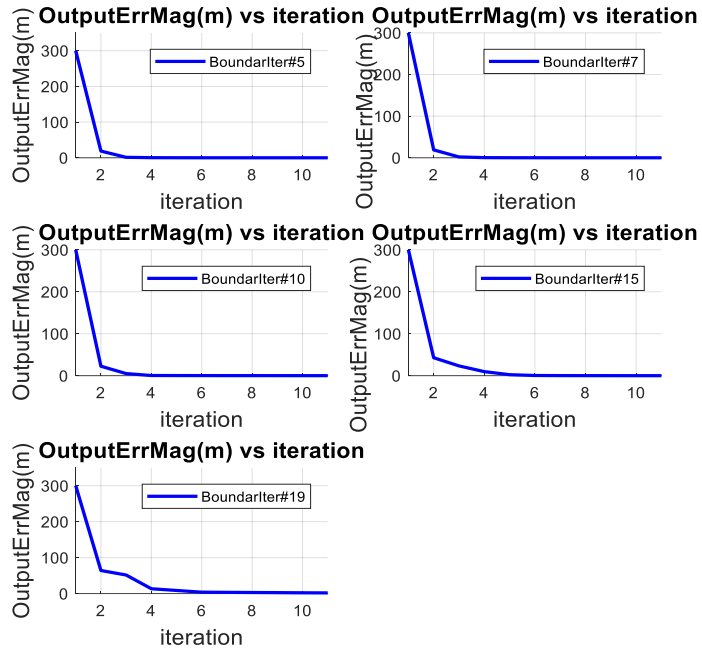 OutputErrMag(m) vs iteration
OutputErrMag(m)
300
200
100
0
BoundarIter#5
2 4 6 8 10
iteration
OutputErrMag(m) vs iteration
OutputErrMag(m)
300
200
100
0
BoundarIter#7
2 4 6 8 10
iteration
OutputErrMag(m) vs iteration
OutputErrMag(m)
300
200
100
0
BoundarIter#10
2 4 6 8 10
iteration
OutputErrMag(m) vs iteration
OutputErrMag(m)
300
200
100
0
BoundarIter#15
2 4 6 8 10
iteration
OutputErrMag(m) vs iteration
OutputErrMag(m)
300
200
100
0
BoundarIter#19
2 4 6 8 10
iteration